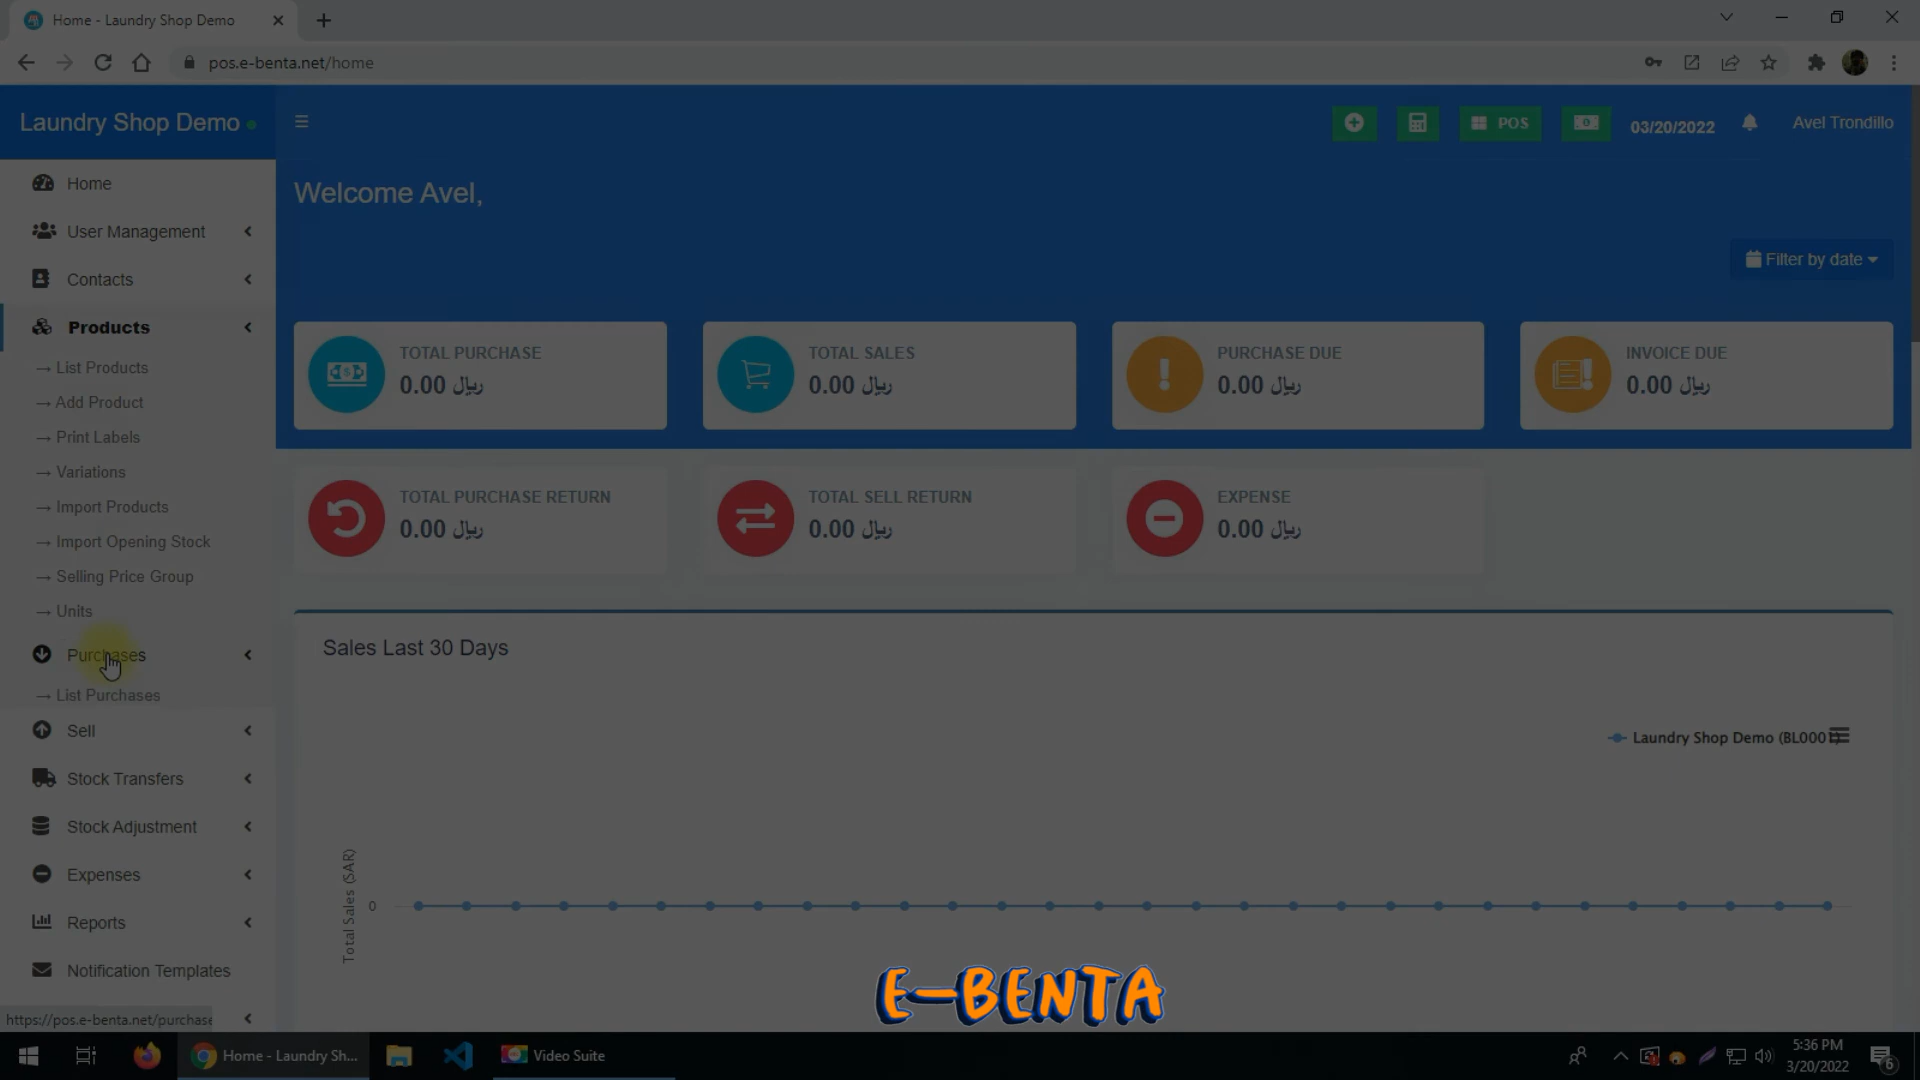 Home - Laundry Shop Demo
pos.e-benta.net/home
Laundry Shop Demo
POS
03/20/2022
Avel Trondillo
Home
User Management
Contacts
Products
→ List Products
→ Add Product
→ Print Labels
→ Variations
→ Import Products
→ Import Opening Stock
→ Selling Price Group
→ Units
Purchases
→ List Purchases
Sell
Stock Transfers
Stock Adjustment
Expenses
Reports
Notification Templates
https://pos.e-benta.net/purchase
Welcome Avel,
Filter by date
TOTAL PURCHASE
0.00 ريال
TOTAL SALES
0.00 ريال
PURCHASE DUE
0.00 ريال
INVOICE DUE
0.00 ريال
TOTAL PURCHASE RETURN
0.00 ريال
TOTAL SELL RETURN
0.00 ريال
EXPENSE
0.00 ريال
Sales Last 30 Days
Laundry Shop Demo (BL0001)
Total Sales (SAR)
0
E-BENTA
Home - Laundry Sh...
Video Suite
5:36 PM
3/20/2022
6